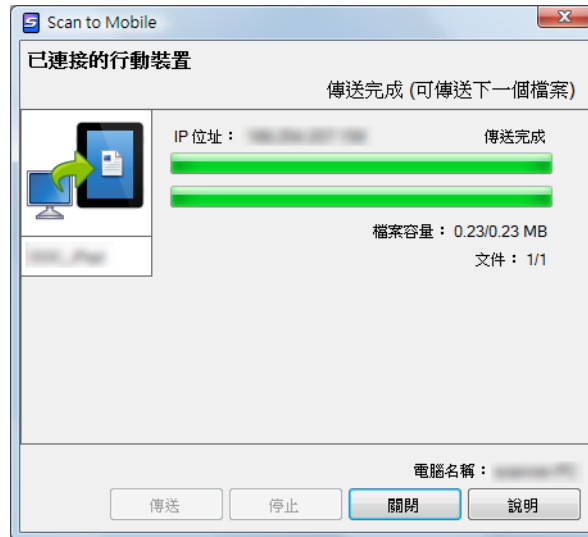 Scan to Mobile
已連接的行動裝置
傳送完成 (可傳送下一個檔案)
IP 位址： 傳送完成
檔案容量： 0.23/0.23 MB
文件： 1/1
電腦名稱：
傳送 停止 關閉 說明